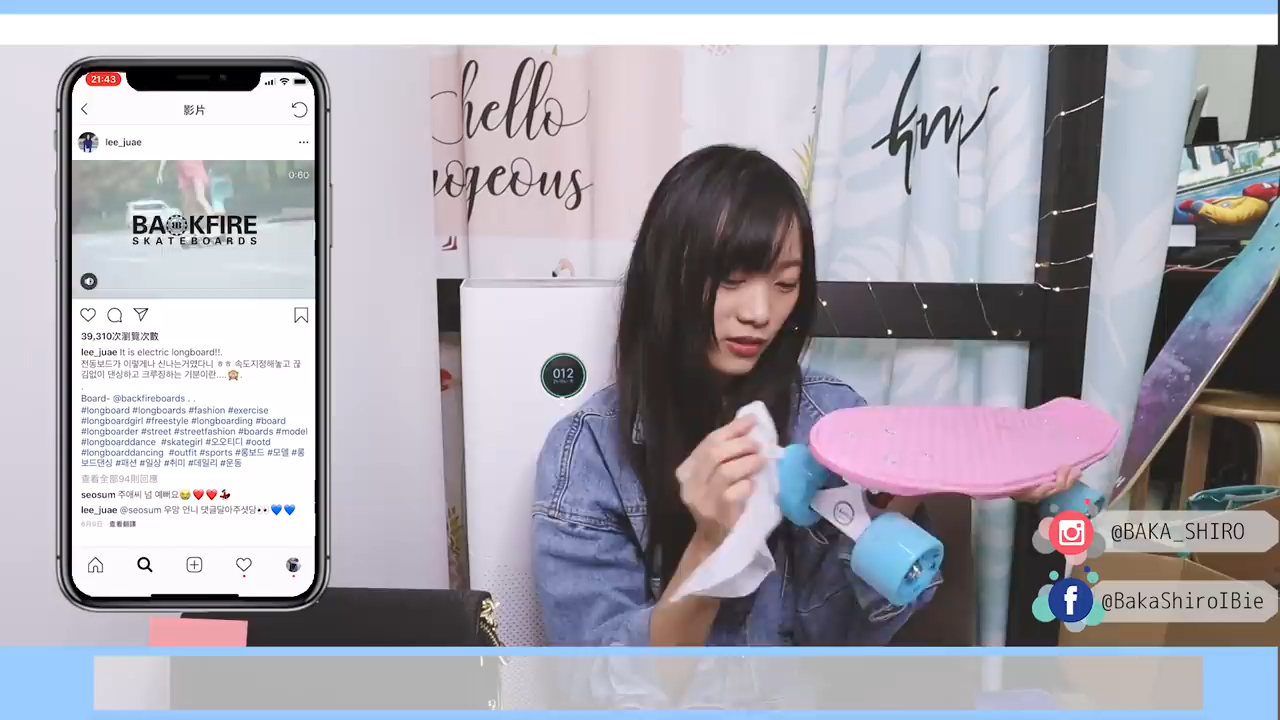 21:43
影片
lee_juae
0:60
BACKFIRE
SKATEBOARDS
39,310次瀏覽次數
lee_juae It is electric longboard!!.
전동보드가 이렇게나 신나는거였다니 ㅎㅎ 속도지정해놓고 끊
김없이 댄싱하고 크루징하는 기분이란....🙈.
.
Board- @backfireboards . .
#longboard #longboards #fashion #exercise
#longboardgirl #freestyle #longboarding #board
#longboarder #street #streetfashion #boards #model
#longboarddance #skategirl #오오티디 #ootd
#longboarddancing #outfit #sports #롱보드 #모델 #롱
보드댄싱 #패션 #일상 #취미 #데일리 #운동
查看全部94則回應
seosum 주애씨 넘 예뻐요😭❤️❤️💃
lee_juae @seosum 우앙 언니 댓글달아주셧당👀 💙💙
6月9日 查看翻譯
hello
gorgeous
hm
012
@BAKA_SHIRO
@BakaShiroIBie